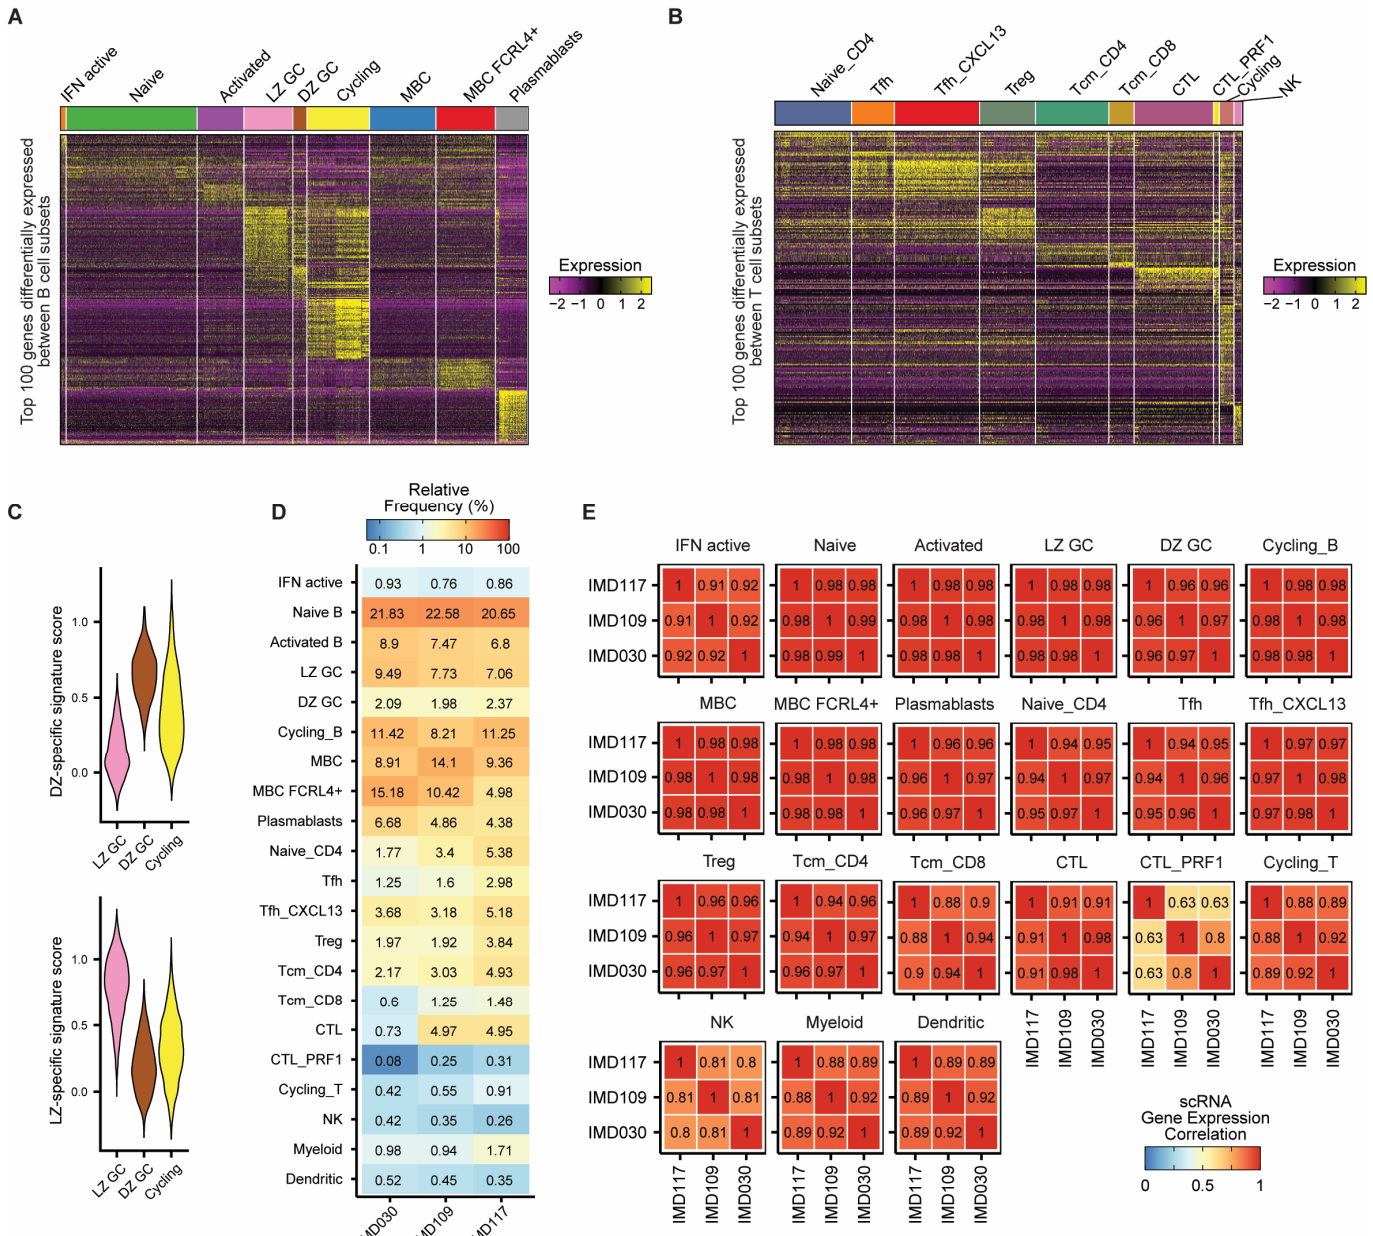 A
IFN active
Naive
Activated
LZ GC
DZ GC
Cycling
MBC
MBC FCRL4+
Plasmablasts
Top 100 genes differentially expressed
between B cell subsets
Expression
−2 −1 0 1 2
B
Naive_CD4
Tfh
Tfh_CXCL13
Treg
Tcm_CD4
Tcm_CD8
CTL
CTL_PRF1
Cycling
NK
Top 100 genes differentially expressed
between T cell subsets
Expression
−2 −1 0 1 2
C
DZ-specific signature score
1.0
0.5
0.0
LZ GC
DZ GC
Cycling
LZ-specific signature score
1.0
0.5
0.0
LZ GC
DZ GC
Cycling
D
Relative
Frequency (%)
0.1 1 10 100
IFN active 0.93 0.76 0.86
Naive B 21.83 22.58 20.65
Activated B 8.9 7.47 6.8
LZ GC 9.49 7.73 7.06
DZ GC 2.09 1.98 2.37
Cycling_B 11.42 8.21 11.25
MBC 8.91 14.1 9.36
MBC FCRL4+ 15.18 10.42 4.98
Plasmablasts 6.68 4.86 4.38
Naive_CD4 1.77 3.4 5.38
Tfh 1.25 1.6 2.98
Tfh_CXCL13 3.68 3.18 5.18
Treg 1.97 1.92 3.84
Tcm_CD4 2.17 3.03 4.93
Tcm_CD8 0.6 1.25 1.48
CTL 0.73 4.97 4.95
CTL_PRF1 0.08 0.25 0.31
Cycling_T 0.42 0.55 0.91
NK 0.42 0.35 0.26
Myeloid 0.98 0.94 1.71
Dendritic 0.52 0.45 0.35
MD030 MD109 MD117
E
IFN active Naive Activated LZ GC DZ GC Cycling_B
IMD117 1 0.91 0.92 1 0.98 0.98 1 0.98 0.98 1 0.98 0.98 1 0.96 0.96 1 0.98 0.98
IMD109 0.91 1 0.92 0.98 1 0.99 0.98 1 0.98 0.98 1 0.98 0.96 1 0.97 0.98 1 0.98
IMD030 0.92 0.92 1 0.98 0.99 1 0.98 0.98 1 0.98 0.98 1 0.96 0.97 1 0.98 0.98 1
MBC MBC FCRL4+ Plasmablasts Naive_CD4 Tfh Tfh_CXCL13
IMD117 1 0.98 0.98 1 0.98 0.98 1 0.96 0.96 1 0.94 0.95 1 0.94 0.95 1 0.97 0.97
IMD109 0.98 1 0.98 0.98 1 0.98 0.96 1 0.97 0.94 1 0.97 0.94 1 0.96 0.97 1 0.98
IMD030 0.98 0.98 1 0.98 0.98 1 0.96 0.97 1 0.95 0.97 1 0.95 0.96 1 0.97 0.98 1
Treg Tcm_CD4 Tcm_CD8 CTL CTL_PRF1 Cycling_T
IMD117 1 0.96 0.96 1 0.94 0.96 1 0.88 0.9 1 0.91 0.91 1 0.63 0.63 1 0.88 0.89
IMD109 0.96 1 0.97 0.94 1 0.97 0.88 1 0.94 0.91 1 0.98 0.63 1 0.8 0.88 1 0.92
IMD030 0.96 0.97 1 0.96 0.97 1 0.9 0.94 1 0.91 0.98 1 0.63 0.8 1 0.89 0.92 1
IMD117 IMD109 IMD030 IMD117 IMD109 IMD030 IMD117 IMD109 IMD030
NK Myeloid Dendritic
IMD117 1 0.81 0.8 1 0.88 0.89 1 0.89 0.89
IMD109 0.81 1 0.81 0.88 1 0.92 0.89 1 0.92
IMD030 0.8 0.81 1 0.89 0.92 1 0.89 0.92 1
IMD117 IMD109 IMD030 IMD117 IMD109 IMD030 IMD117 IMD109 IMD030
scRNA
Gene Expression
Correlation
0 0.5 1